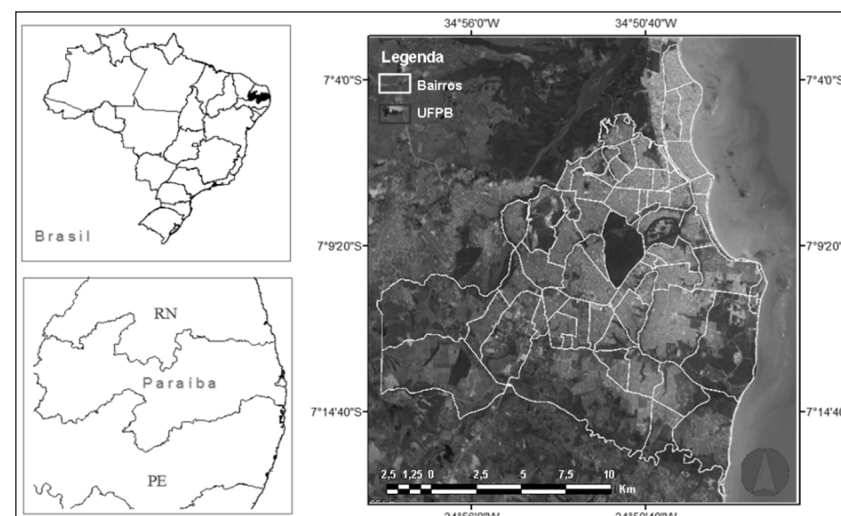 Brasil
RN
Paraíba
PE
34°56'0"W
34°50'40"W
7°4'0"S
7°4'0"S
Legenda
Bairros
UFPB
7°9'20"S
7°9'20"S
7°14'40"S
7°14'40"S
2,5 1,25 0 2,5 5 7,5 10
Km